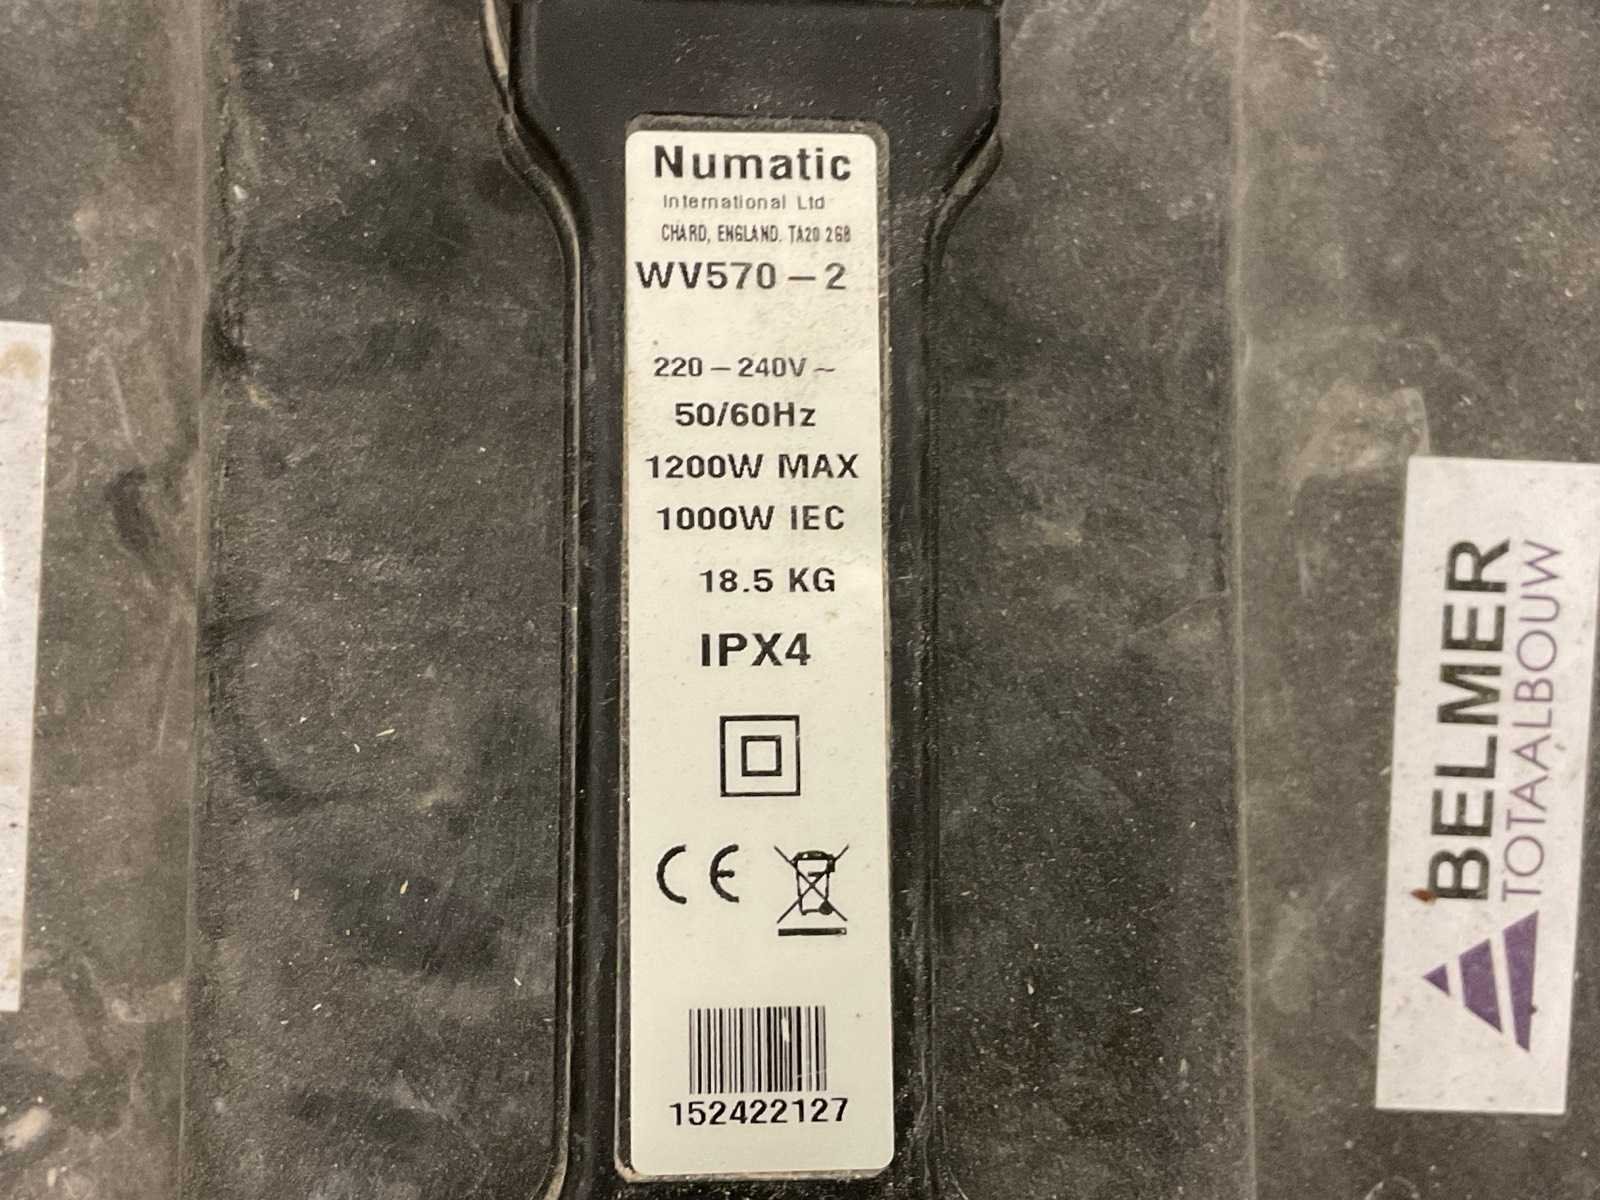 Numatic
International Ltd
CHARD, ENGLAND. TA20 2GB
WV570-2
220-240V~
50/60Hz
1200W MAX
1000W IEC
18.5 KG
IPX4
CE
152422127
BELMER
TOTAALBOUW